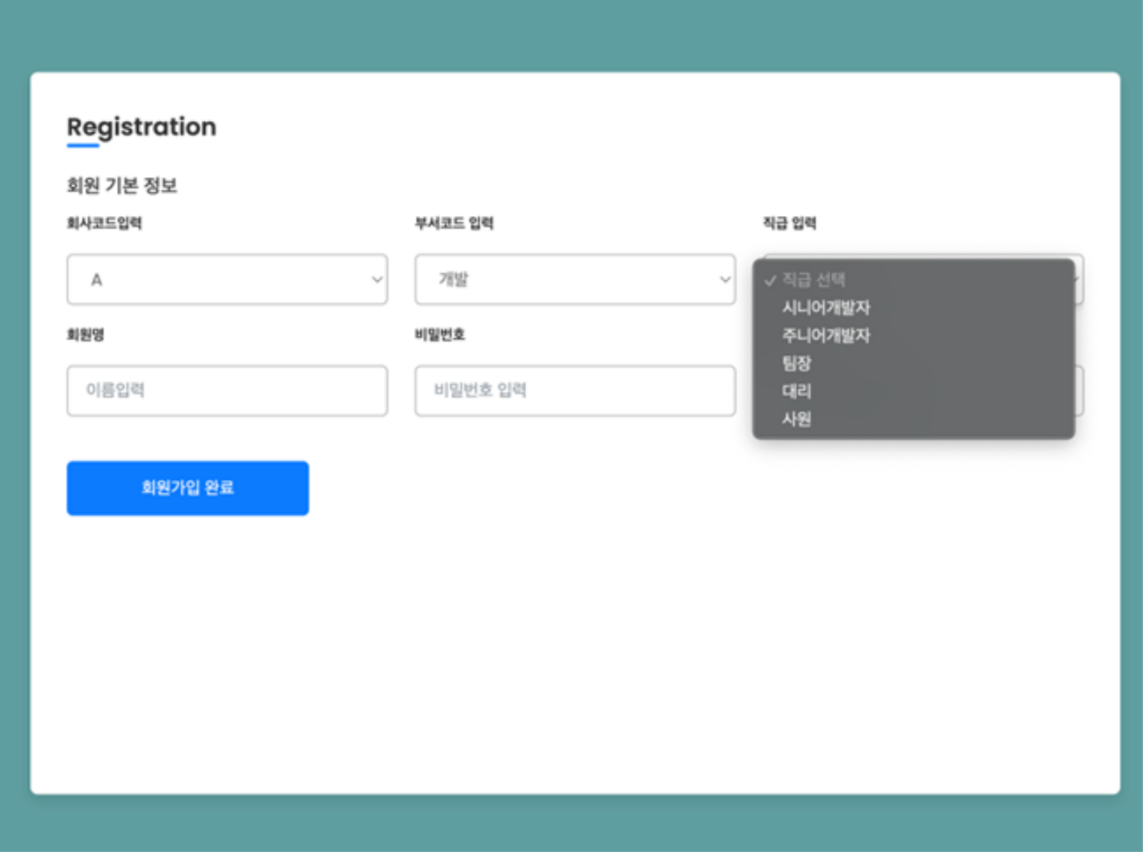 Registration
회원 기본 정보
회사코드입력
부서코드 입력
직급 입력
A
개발
직급 선택
시니어개발자
주니어개발자
팀장
대리
사원
회원명
비밀번호
이름입력
비밀번호 입력
회원가입 완료